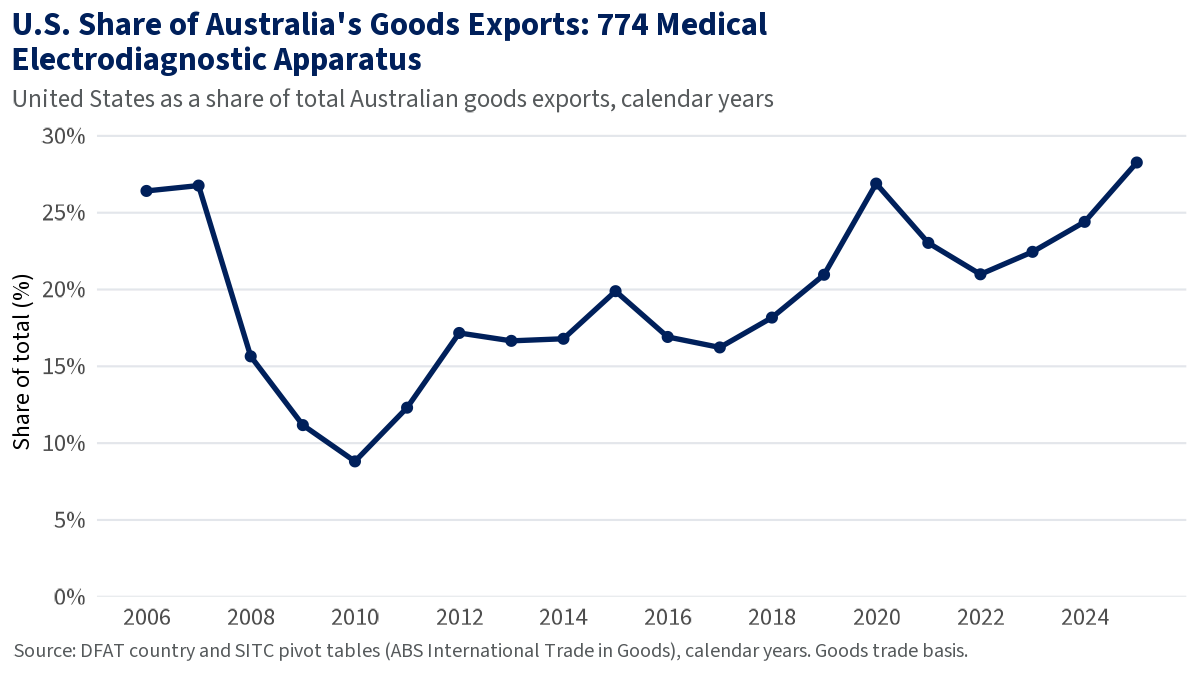 U.S. Share of Australia's Goods Exports: 774 Medical
Electrodiagnostic Apparatus
United States as a share of total Australian goods exports, calendar years
30%
25%
20%
15%
10%
5%
0%
Share of total (%)
2006 2008 2010 2012 2014 2016 2018 2020 2022 2024
Source: DFAT country and SITC pivot tables (ABS International Trade in Goods), calendar years. Goods trade basis.